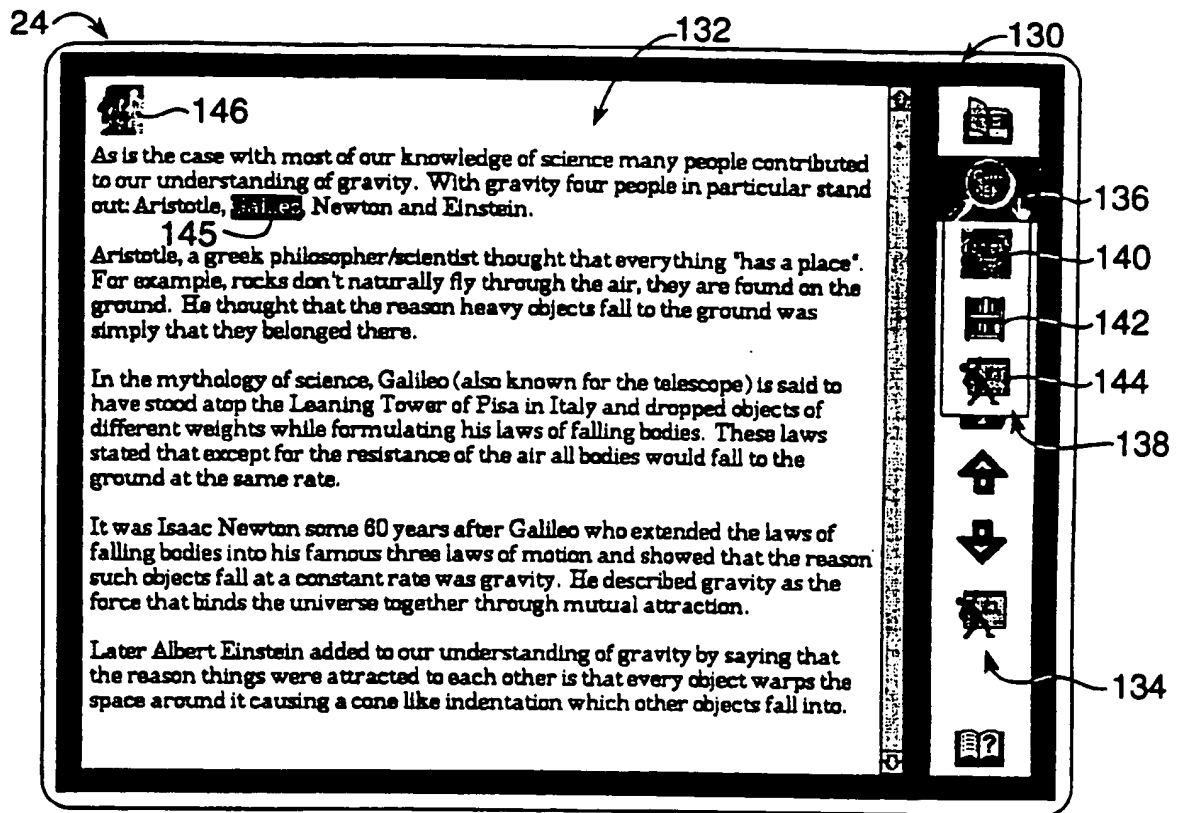 24
132
130
146
As is the case with most of our knowledge of science many people contributed
to our understanding of gravity. With gravity four people in particular stand
out: Aristotle, Galileo, Newton and Einstein.
136
145
140
Aristotle, a greek philosopher/scientist thought that everything "has a place".
For example, rocks don't naturally fly through the air, they are found on the
ground. He thought that the reason heavy objects fall to the ground was
simply that they belonged there.
142
144
In the mythology of science, Galileo (also known for the telescope) is said to
have stood atop the Leaning Tower of Pisa in Italy and dropped objects of
different weights while formulating his laws of falling bodies. These laws
stated that except for the resistance of the air all bodies would fall to the
ground at the same rate.
138
It was Isaac Newton some 60 years after Galileo who extended the laws of
falling bodies into his famous three laws of motion and showed that the reason
such objects fall at a constant rate was gravity. He described gravity as the
force that binds the universe together through mutual attraction.
Later Albert Einstein added to our understanding of gravity by saying that
the reason things were attracted to each other is that every object warps the
space around it causing a cone like indentation which other objects fall into.
134
?